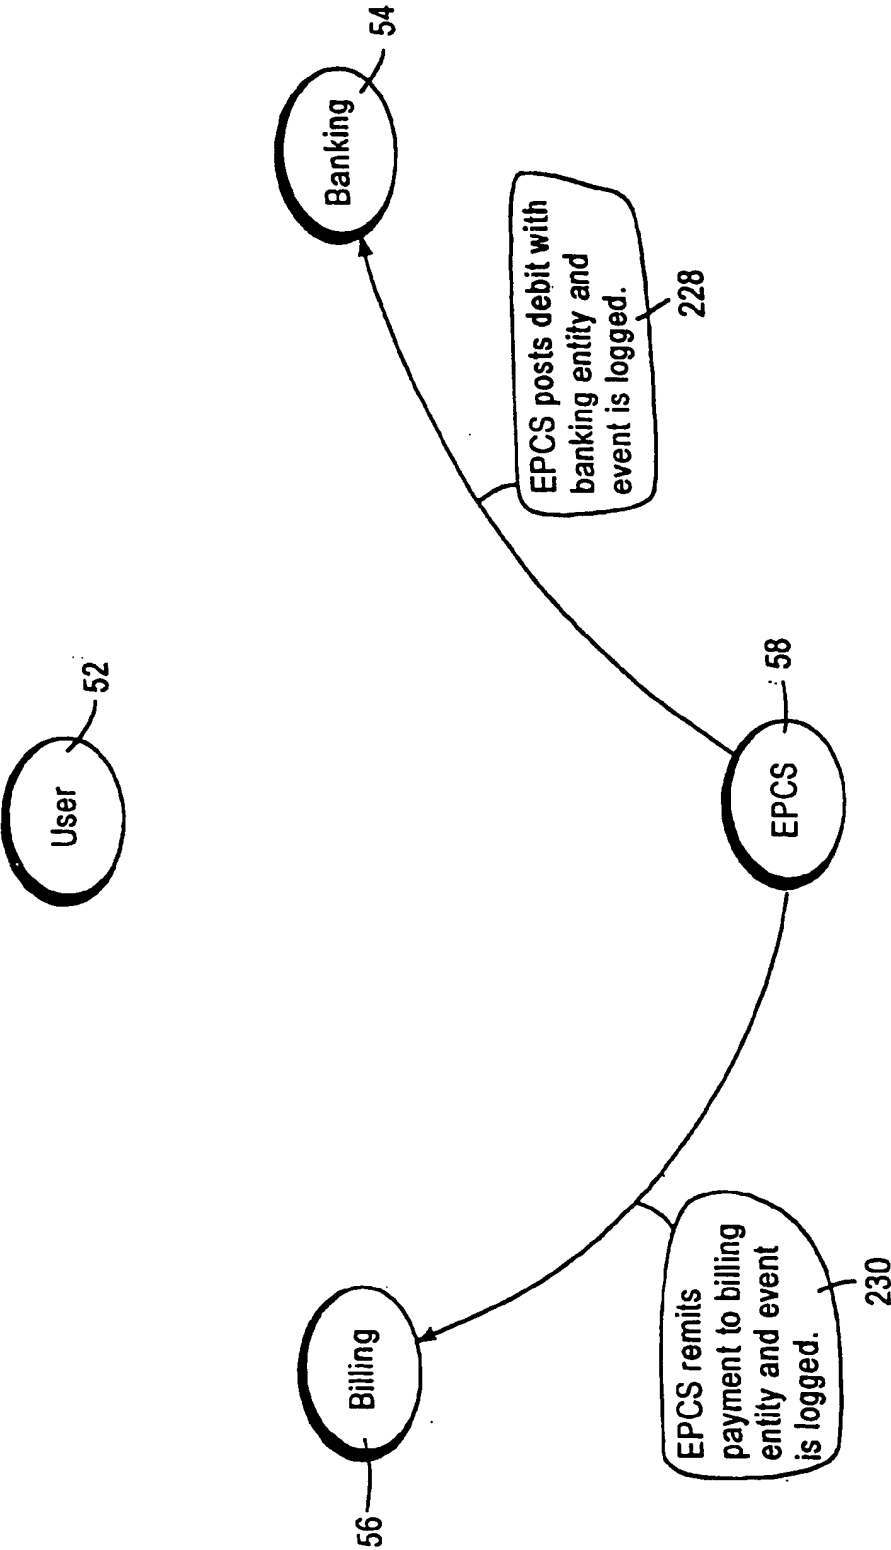 User
52
Billing
56
Banking
54
EPCS posts debit with
banking entity and
event is logged.
228
EPCS remits
payment to billing
entity and event
is logged.
230
EPCS
58